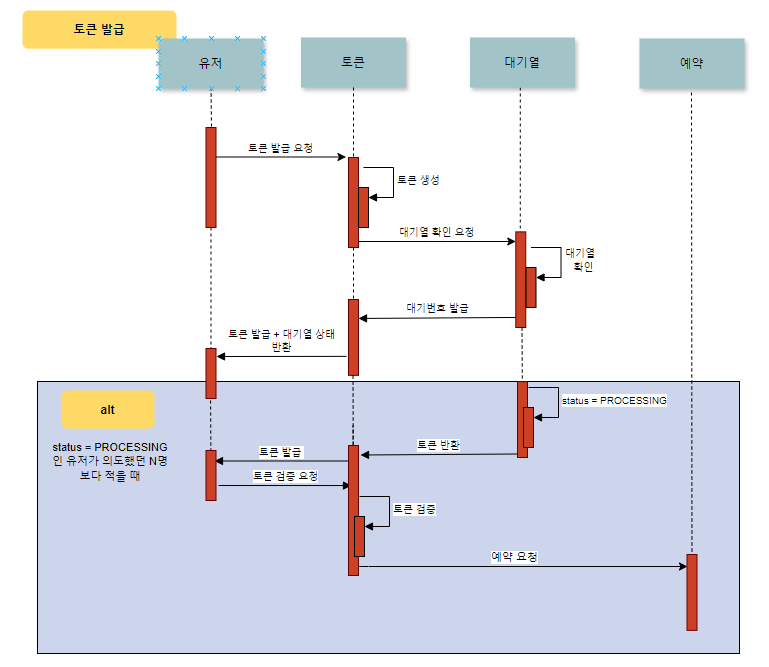 토큰 발급
유저
토큰
대기열
예약
토큰 발급 요청
토큰 생성
대기열 확인 요청
대기열
확인
대기번호 발급
토큰 발급 + 대기열 상태
반환
alt
status = PROCESSING
인 유저가 의도했던 N명
보다 적을 때
status = PROCESSING
토큰 반환
토큰 발급
토큰 검증 요청
토큰 검증
예약 요청